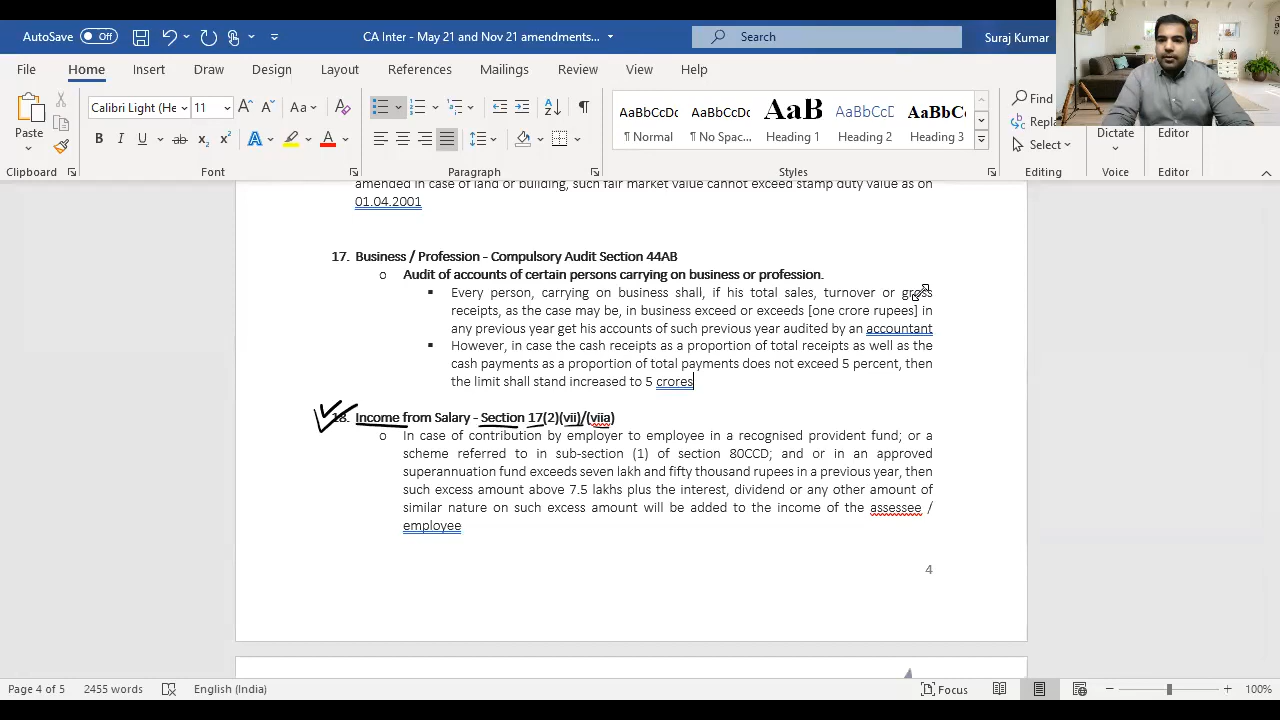 AutoSave Off CA Inter - May 21 and Nov 21 amendments... Search Suraj Kumar
File Home Insert Draw Design Layout References Mailings Review View Help
Paste Calibri Light (He 11 Aa AaBbCcDc AaBbCcDc AaB AaBbCcD AaBbCc Find
Repla
B I U ab x₂ x² A A ¶ Normal ¶ No Spac... Heading 1 Heading 2 Heading 3 Select Dictate Editor
Clipboard Font Paragraph Styles Editing Voice Editor
amended in case of land or building, such fair market value cannot exceed stamp duty value as on
01.04.2001
17. Business / Profession - Compulsory Audit Section 44AB
o Audit of accounts of certain persons carrying on business or profession.
▪ Every person, carrying on business shall, if his total sales, turnover or gross
receipts, as the case may be, in business exceed or exceeds [one crore rupees] in
any previous year get his accounts of such previous year audited by an accountant
▪ However, in case the cash receipts as a proportion of total receipts as well as the
cash payments as a proportion of total payments does not exceed 5 percent, then
the limit shall stand increased to 5 crores
18. Income from Salary - Section 17(2)(vii)/(viia)
o In case of contribution by employer to employee in a recognised provident fund; or a
scheme referred to in sub-section (1) of section 80CCD; and or in an approved
superannuation fund exceeds seven lakh and fifty thousand rupees in a previous year, then
such excess amount above 7.5 lakhs plus the interest, dividend or any other amount of
similar nature on such excess amount will be added to the income of the assessee /
employee
4
Page 4 of 5 2455 words English (India) Focus 100%